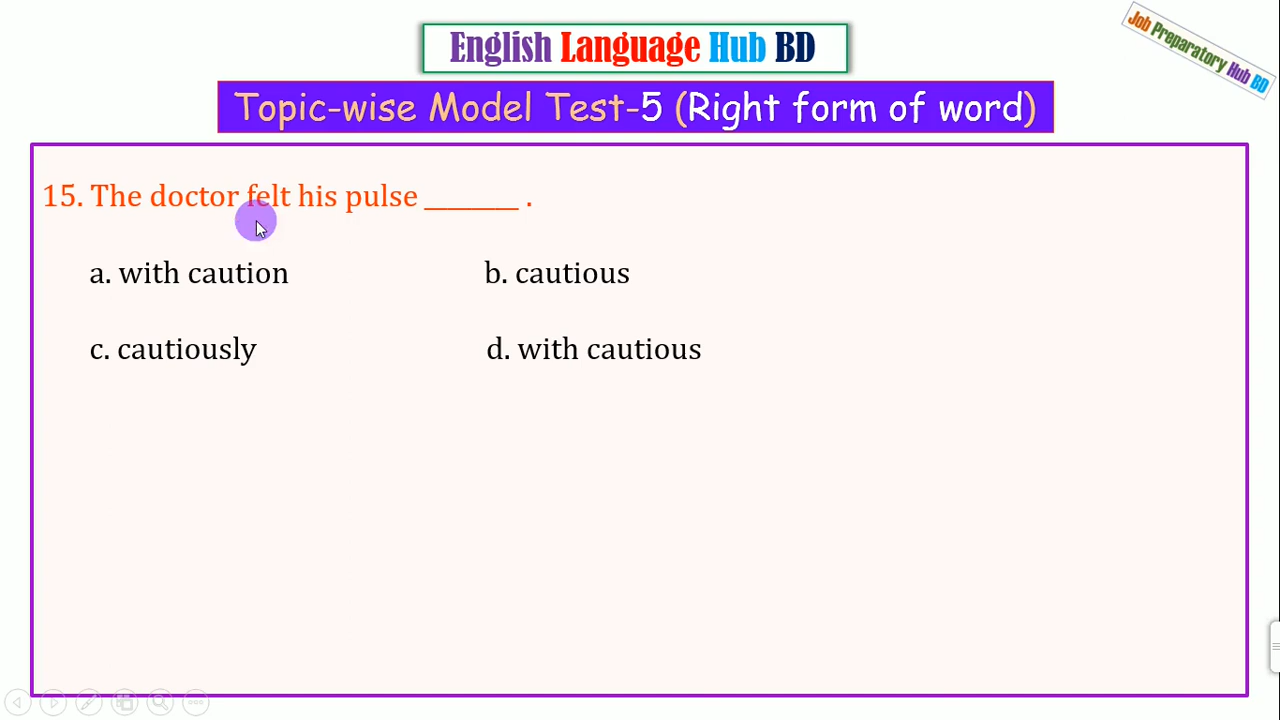 English Language Hub BD
Job Preparatory Hub BD
Topic-wise Model Test-5 (Right form of word)
15. The doctor felt his pulse ________ .
a. with caution b. cautious
c. cautiously d. with cautious